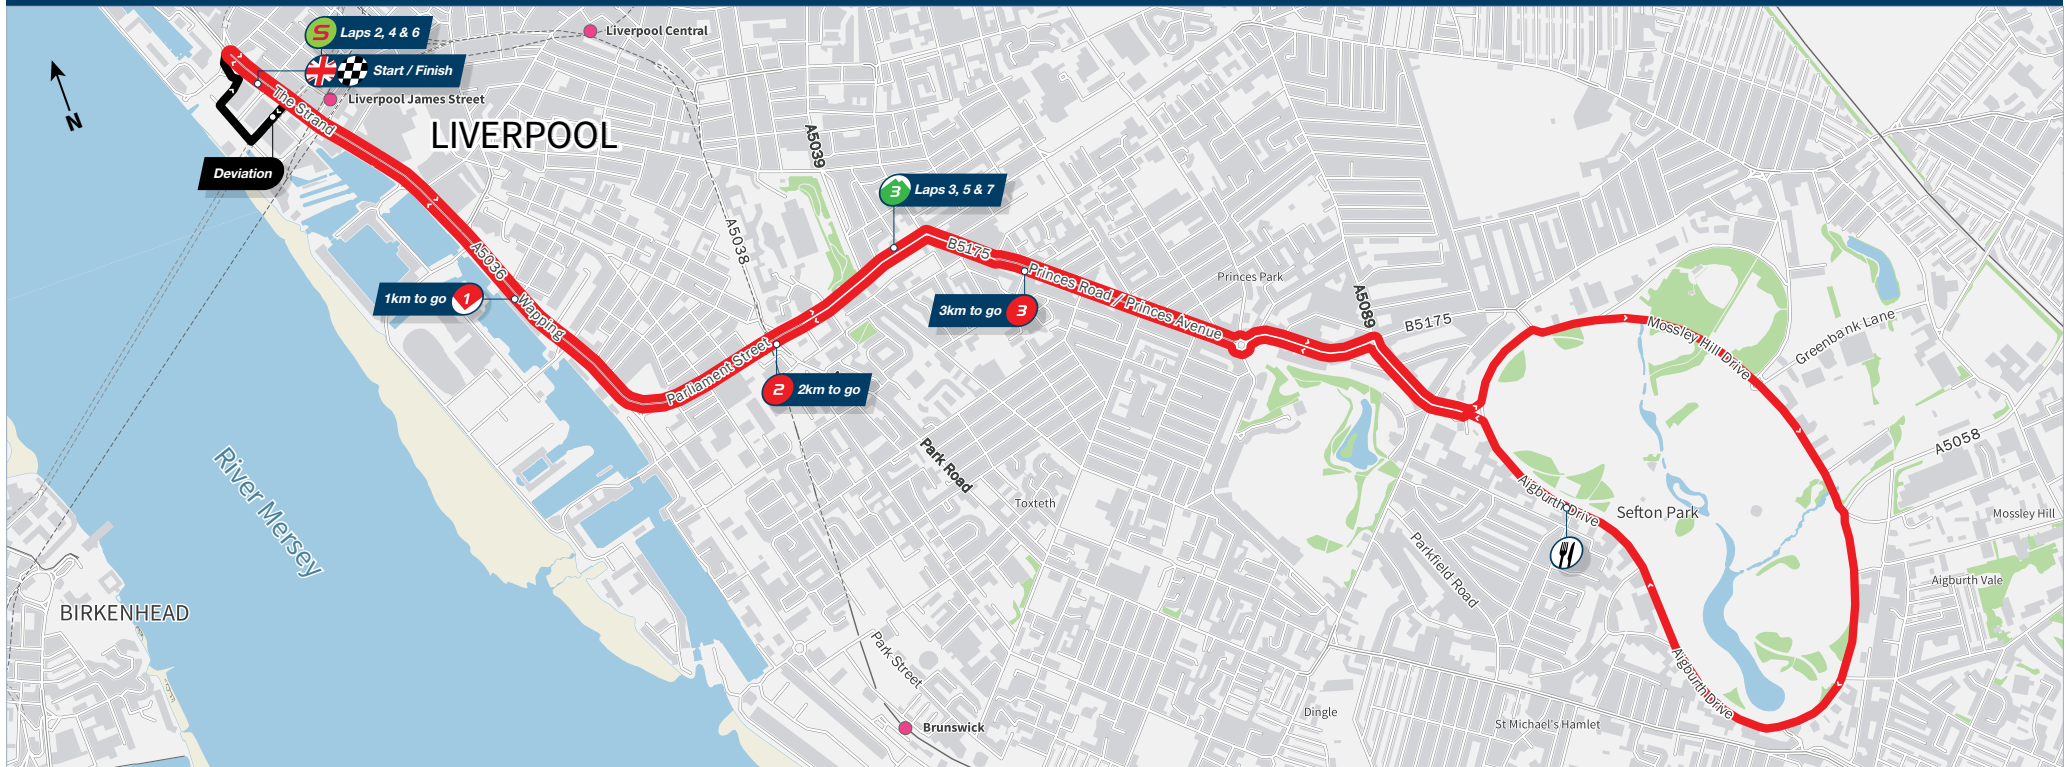 S Laps 2, 4 & 6
Liverpool Central
Start / Finish
Liverpool James Street
The Strand
N
LIVERPOOL
A5039
Deviation
3 Laps 3, 5 & 7
A5038
B5175
A5036
Princes Park
1km to go 1
Wapping
Princes Road / Princes Avenue
3km to go 3
A5089
B5175
Mossley Hill Drive
Greenbank Lane
Parliament Street
2 2km to go
Park Road
A5058
River Mersey
Toxteth
Aigburth Drive
Sefton Park
Mossley Hill
Parkfield Road
BIRKENHEAD
Aigburth Vale
Park Street
Aigburth Drive
Dingle
St Michael's Hamlet
Brunswick